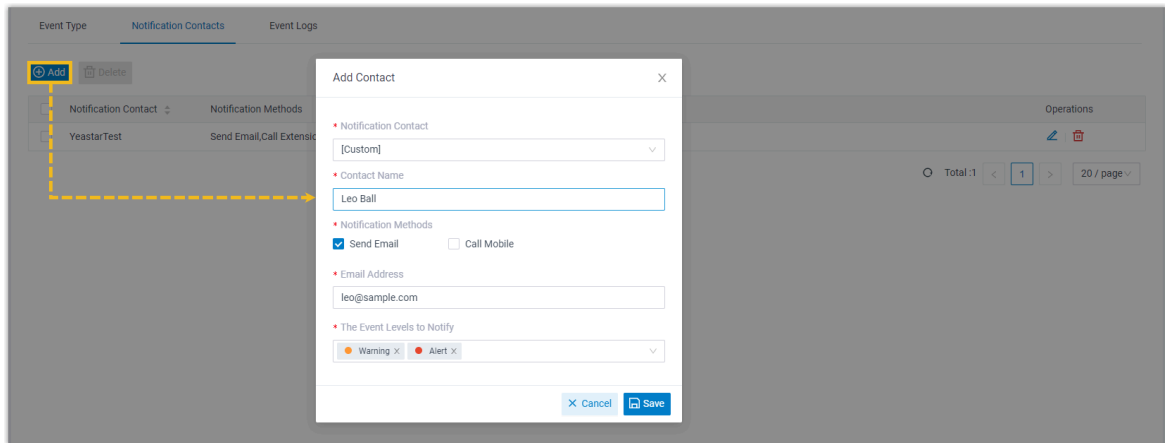 Event Type Notification Contacts Event Logs
Add Delete
Add Contact
Notification Contact Notification Methods Operations
YeastarTest Send Email,Call Extensio
* Notification Contact
[Custom]
* Contact Name
Leo Ball
* Notification Methods
Send Email Call Mobile
* Email Address
leo@sample.com
* The Event Levels to Notify
Warning × Alert ×
× Cancel Save
Total :1 < 1 > 20 / page